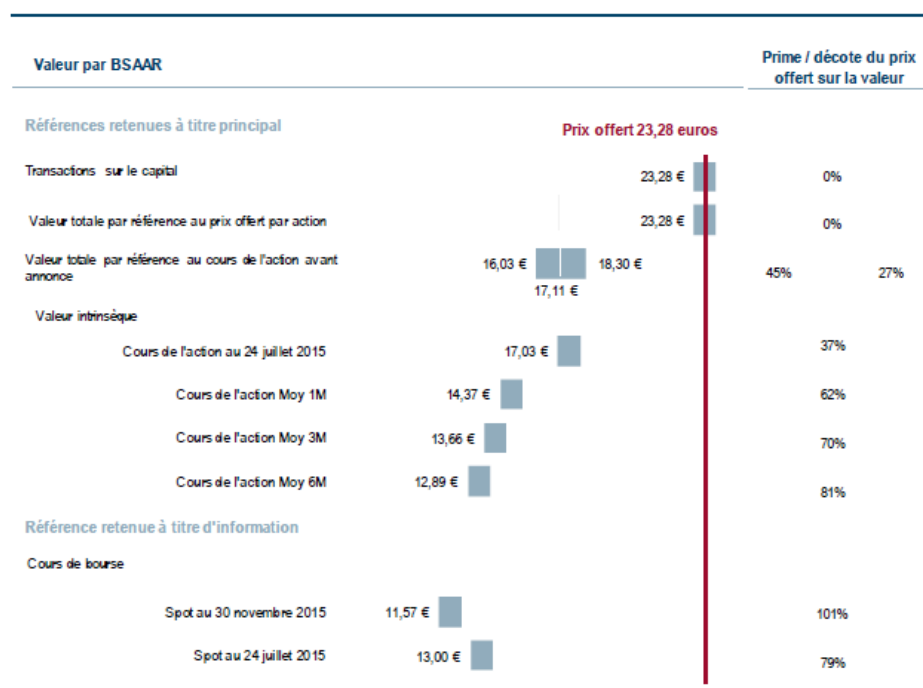 Valeur par BSAAR
Prime / décote du prix
offert sur la valeur
Références retenues à titre principal
Prix offert 23,28 euros
Transactions sur le capital
23,28 €
0%
Valeur totale par référence au prix offert par action
23,28 €
0%
Valeur totale par référence au cours de l'action avant
annonce
16,03 €
18,30 €
17,11 €
45%
27%
Valeur intrinsèque
Cours de l'action au 24 juillet 2015
17,03 €
37%
Cours de l'action Moy 1M
14,37 €
62%
Cours de l'action Moy 3M
13,66 €
70%
Cours de l'action Moy 6M
12,89 €
81%
Référence retenue à titre d'information
Cours de bourse
Spot au 30 novembre 2015
11,57 €
101%
Spot au 24 juillet 2015
13,00 €
79%